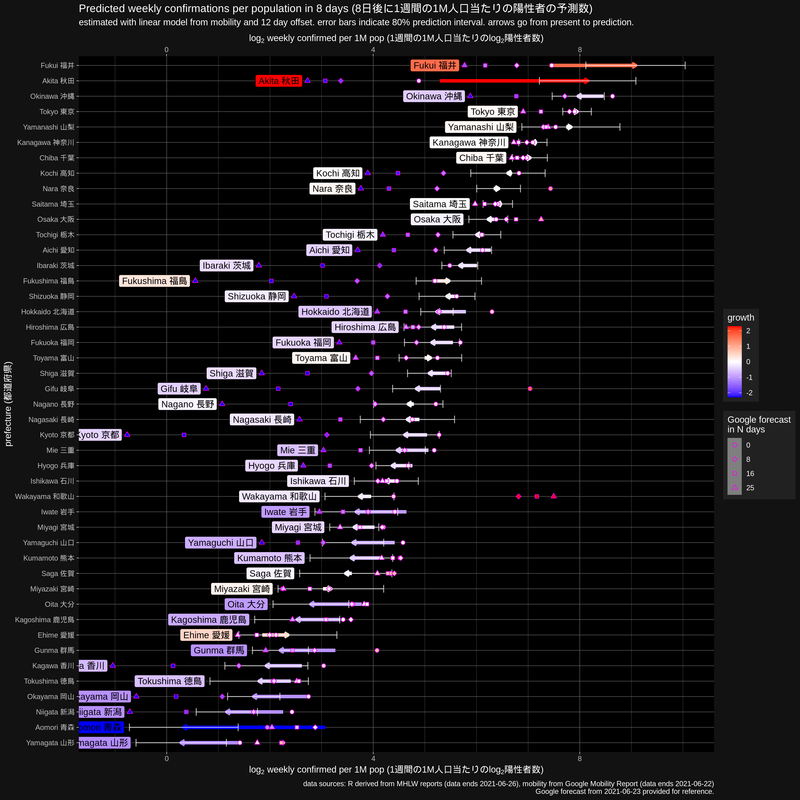 Predicted weekly confirmations per population in 8 days (8日後に1週間の1M人口当たりの陽性者の予測数)
estimated with linear model from mobility and 12 day offset. error bars indicate 80% prediction interval. arrows go from present to prediction.
log2 weekly confirmed per 1M pop (1週間の1M人口当たりのlog2陽性者数)
0 4 8
prefecture (都道府県)
Fukui 福井 Fukui 福井
Akita 秋田 Akita 秋田
Okinawa 沖縄 Okinawa 沖縄
Tokyo 東京 Tokyo 東京
Yamanashi 山梨 Yamanashi 山梨
Kanagawa 神奈川 Kanagawa 神奈川
Chiba 千葉 Chiba 千葉
Kochi 高知 Kochi 高知
Nara 奈良 Nara 奈良
Saitama 埼玉 Saitama 埼玉
Osaka 大阪 Osaka 大阪
Tochigi 栃木 Tochigi 栃木
Aichi 愛知 Aichi 愛知
Ibaraki 茨城 Ibaraki 茨城
Fukushima 福島 Fukushima 福島
Shizuoka 静岡 Shizuoka 静岡
Hokkaido 北海道 Hokkaido 北海道
Hiroshima 広島 Hiroshima 広島
Fukuoka 福岡 Fukuoka 福岡
Toyama 富山 Toyama 富山
Shiga 滋賀 Shiga 滋賀
Gifu 岐阜 Gifu 岐阜
Nagano 長野 Nagano 長野
Nagasaki 長崎 Nagasaki 長崎
Kyoto 京都 yoto 京都
Mie 三重 Mie 三重
Hyogo 兵庫 Hyogo 兵庫
Ishikawa 石川 Ishikawa 石川
Wakayama 和歌山 Wakayama 和歌山
Iwate 岩手 Iwate 岩手
Miyagi 宮城 Miyagi 宮城
Yamaguchi 山口 Yamaguchi 山口
Kumamoto 熊本 Kumamoto 熊本
Saga 佐賀 Saga 佐賀
Miyazaki 宮崎 Miyazaki 宮崎
Oita 大分 Oita 大分
Kagoshima 鹿児島 Kagoshima 鹿児島
Ehime 愛媛 Ehime 愛媛
Gunma 群馬 Gunma 群馬
Kagawa 香川 a 香川
Tokushima 徳島 Tokushima 徳島
Okayama 岡山 ayama 岡山
Niigata 新潟 iigata 新潟
Aomori 青森
Yamagata 山形 magata 山形
0 4 8
log2 weekly confirmed per 1M pop (1週間の1M人口当たりのlog2陽性者数)
growth
2
1
0
-1
-2
Google forecast
in N days
0
8
16
25
data sources: R derived from MHLW reports (data ends 2021-06-26), mobility from Google Mobility Report (data ends 2021-06-22)
Google forecast from 2021-06-23 provided for reference.